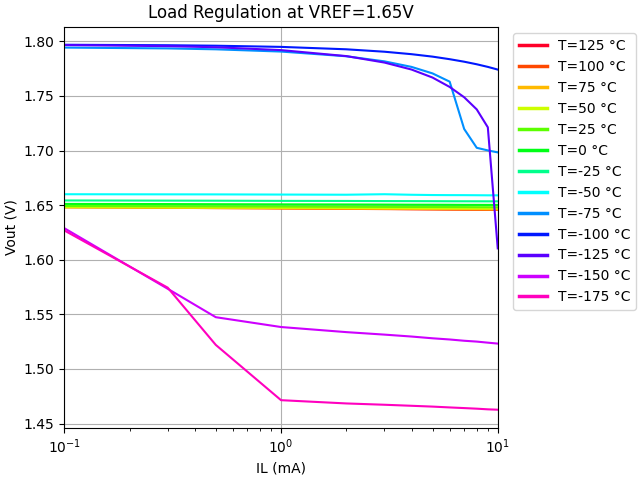 Load Regulation at VREF=1.65V
1.80
1.75
1.70
1.65
1.60
1.55
1.50
1.45
Vout (V)
10⁻¹
10⁰
10¹
IL (mA)
T=125 °C
T=100 °C
T=75 °C
T=50 °C
T=25 °C
T=0 °C
T=-25 °C
T=-50 °C
T=-75 °C
T=-100 °C
T=-125 °C
T=-150 °C
T=-175 °C